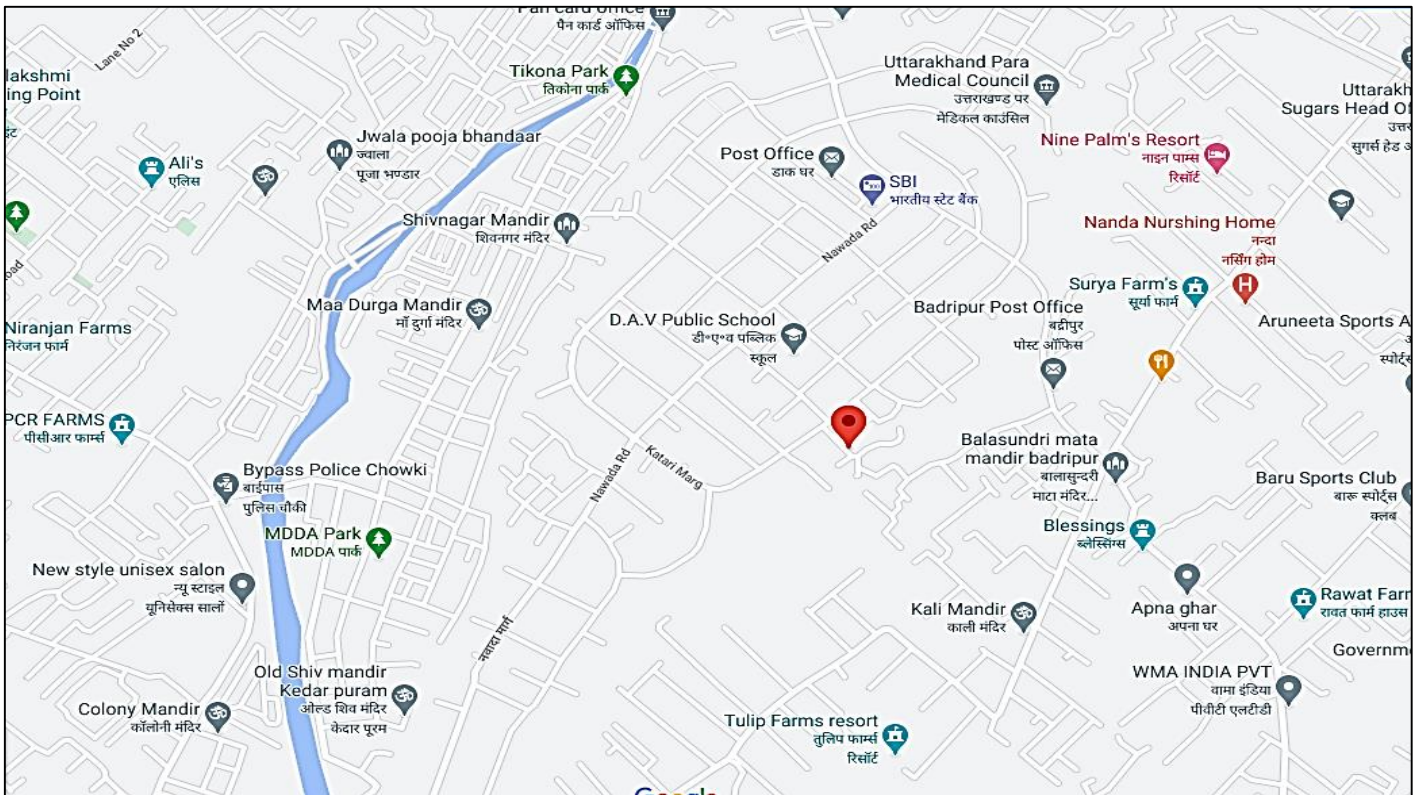 Pan card office
पैन कार्ड ऑफिस
Lane No 2
Tikona Park
तिकोना पार्क
Uttarakhand Para
Medical Council
उत्तराखण्ड पर
मेडिकल काउंसिल
Sugars Head
सुगर्स हेड
Jwala pooja bhandaar
ज्वाला
पूजा भण्डार
Ali's
एलिस
Post Office
डाक घर
SBI
भारतीय स्टेट बैंक
Nine Palm's Resort
नाइन पाम्स
रिसॉर्ट
Shivnagar Mandir
शिवनगर मंदिर
Nawada Rd
Nanda Nurshing Home
नन्दा
नर्सिंग होम
Surya Farm's
सूर्या फार्म
Maa Durga Mandir
माँ दुर्गा मंदिर
D.A.V Public School
डी॰ए॰व पब्लिक
स्कूल
Badripur Post Office
बद्रीपुर
पोस्ट ऑफिस
Niranjan Farms
निरंजन फार्म
Aruneeta Sports
PCR FARMS
पीसीआर फार्म्स
Bypass Police Chowki
बाईपास
पुलिस चौकी
Nawada Rd
Katari Marg
Balasundri mata
mandir badripur
बालासुन्दरी
माटा मंदिर...
Baru Sports Club
बारू स्पोर्ट्स
क्लब
MDDA Park
MDDA पार्क
Blessings
ब्लेस्सिंग्स
New style unisex salon
न्यू स्टाइल
यूनिसेक्स सालों
Apna ghar
अपना घर
Rawat Farm
रावत फार्म हाउस
Kali Mandir
काली मंदिर
नवादा मार्ग
Old Shiv mandir
Kedar puram
ओल्ड शिव मंदिर
केदार पूरम
Colony Mandir
कॉलोनी मंदिर
WMA INDIA PVT
वामा इंडिया
पीवीटी एलटीडी
Tulip Farms resort
तुलिप फार्म्स
रिसॉर्ट
Google